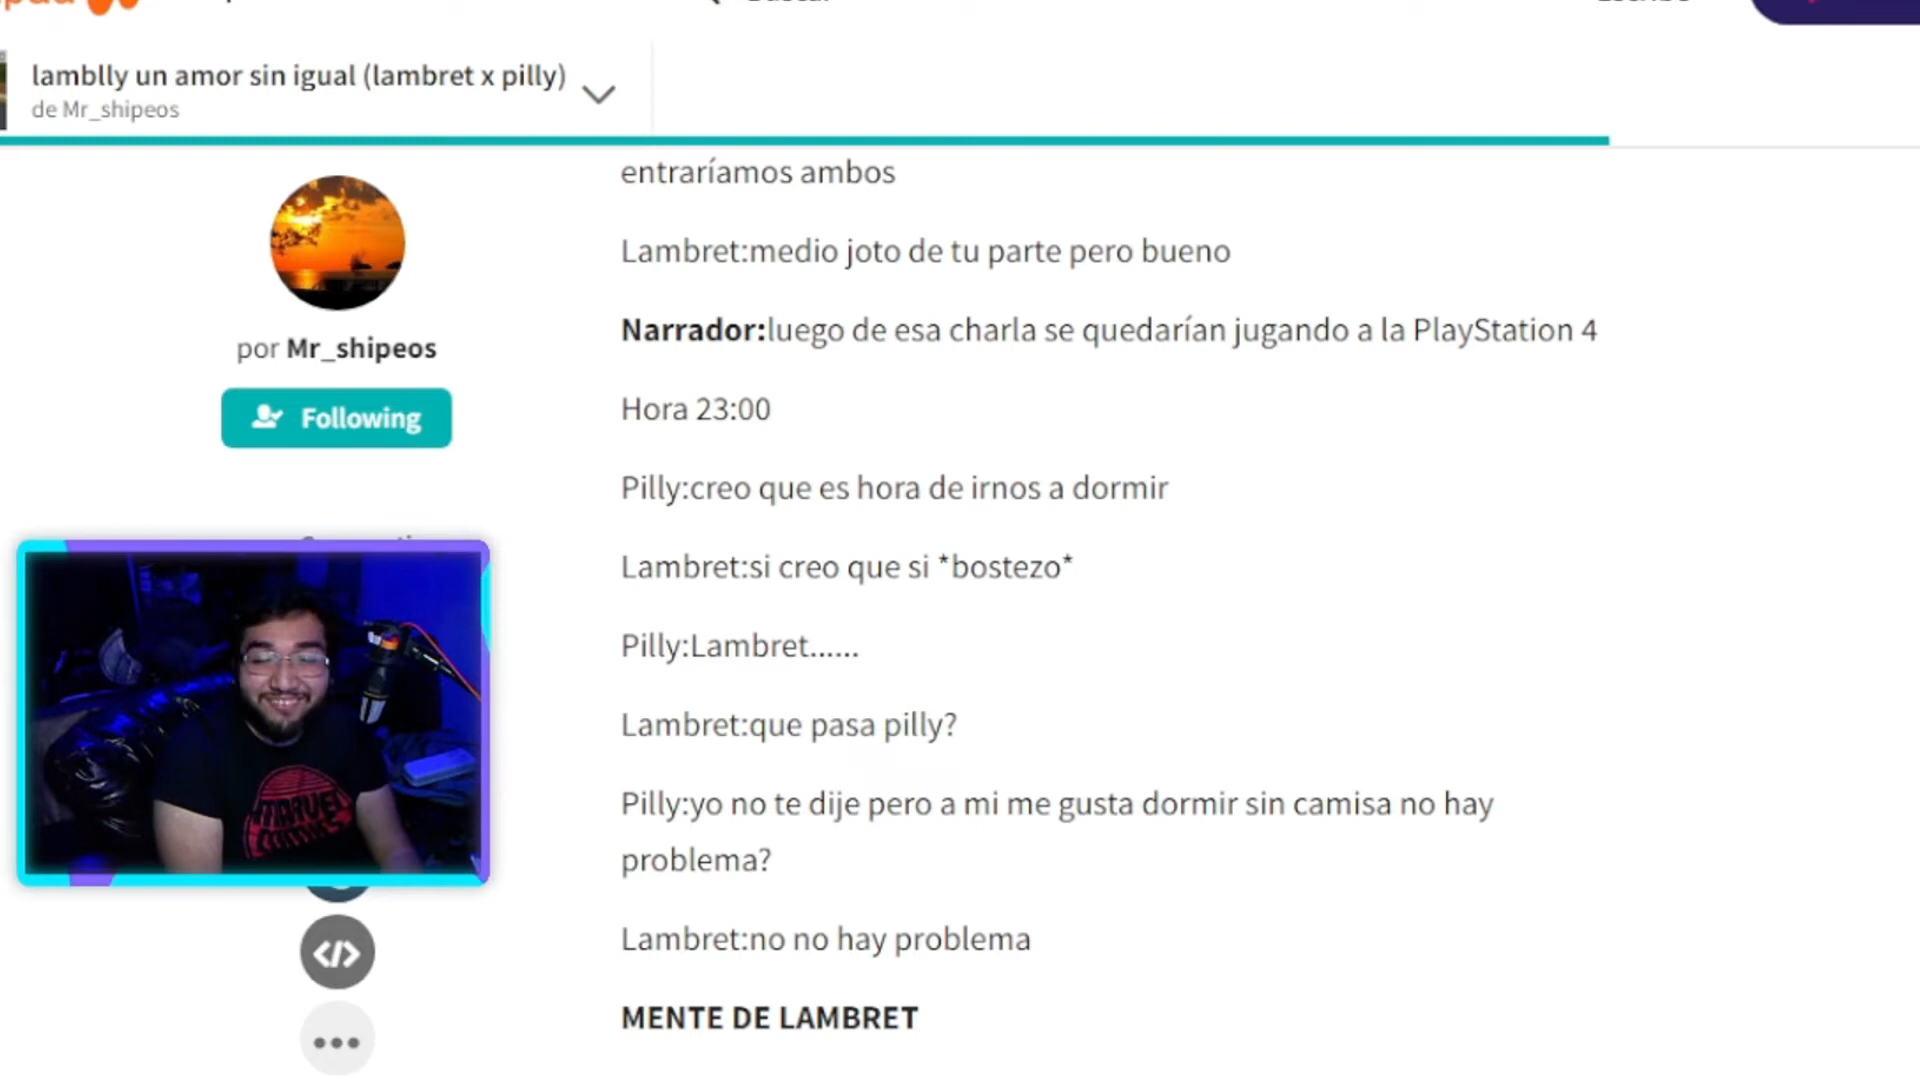 lamblly un amor sin igual (lambret x pilly)
de Mr_shipeos
entraríamos ambos
por Mr_shipeos
Following
Lambret:medio joto de tu parte pero bueno
Narrador:luego de esa charla se quedarían jugando a la PlayStation 4
Hora 23:00
Pilly:creo que es hora de irnos a dormir
Lambret:si creo que si *bostezo*
Pilly:Lambret......
Lambret:que pasa pilly?
Pilly:yo no te dije pero a mi me gusta dormir sin camisa no hay
problema?
Lambret:no no hay problema
MENTE DE LAMBRET